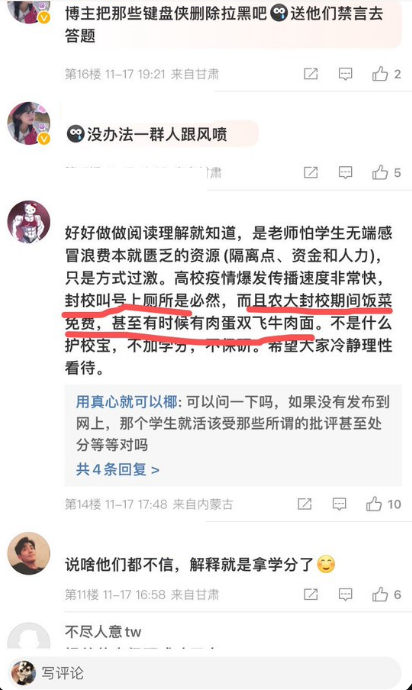 博主把那些键盘侠删除拉黑吧 送他们禁言去
答题
第16楼 11-17 19:21 来自甘肃
2
没办法一群人跟风喷
5
好好做做阅读理解就知道，是老师怕学生无端感
冒浪费本就匮乏的资源 (隔离点、资金和人力)，
只是方式过激。高校疫情爆发传播速度非常快，
封校叫号上厕所是必然，而且农大封校期间饭菜
免费，甚至有时候有肉蛋双飞牛肉面。不是什么
护校宝，不加学分，不保研。希望大家冷静理性
看待。
用真心就可以椰: 可以问一下吗，如果没有发布到
网上，那个学生就活该受那些所谓的批评甚至处
分等等对吗
共4条回复 >
第14楼 11-17 17:48 来自内蒙古
10
说啥他们都不信，解释就是拿学分了
第11楼 11-17 16:58 来自甘肃
6
不尽人意tw
写评论